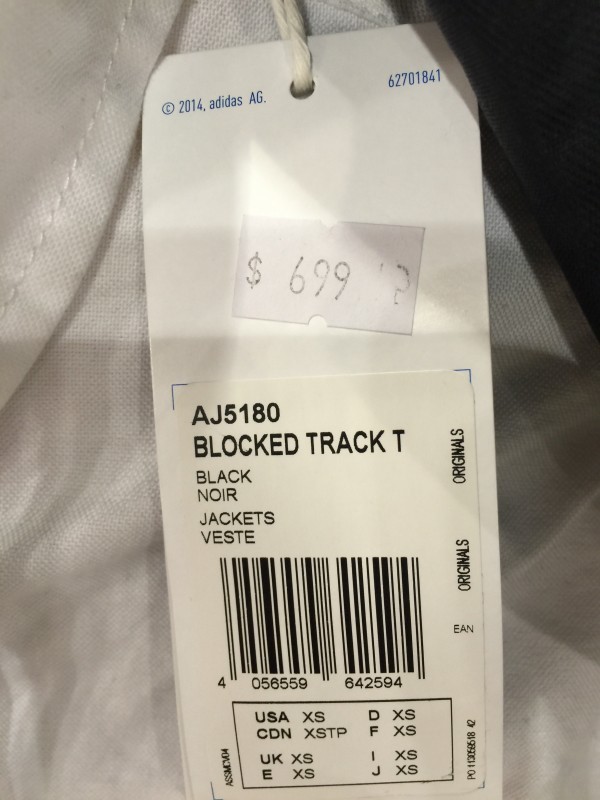 © 2014, adidas AG.
62701841
$ 699
AJ5180
BLOCKED TRACK T
BLACK
NOIR
JACKETS
VESTE
ORIGINALS
ORIGINALS
EAN
4 056559 642594
USA XS D XS
CDN XSTP F XS
UK XS I XS
E XS J XS